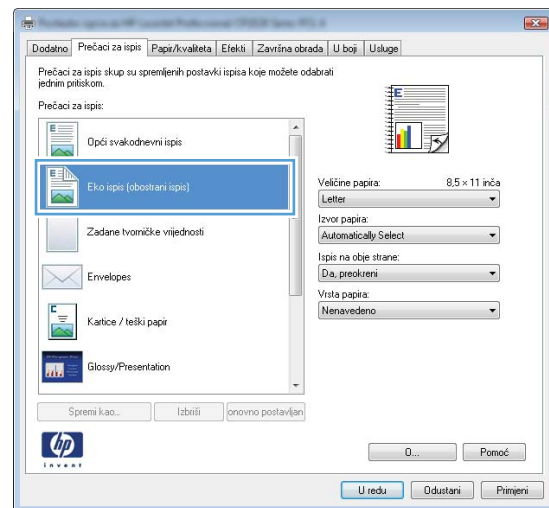 Dodatno Prečaci za ispis Papir/kvaliteta Efekti Završna obrada U boji Usluge
Prečaci za ispis skup su spremljenih postavki ispisa koje možete odabrati
jednim pritiskom.
Prečaci za ispis:
Opći svakodnevni ispis
Eko ispis (obostrani ispis)
Zadane tvorničke vrijednosti
Envelopes
Kartice / teški papir
Glossy/Presentation
Spremi kao... Izbriši onovno postavljan
Veličine papira: 8,5 × 11 inča
Letter
Izvor papira:
Automatically Select
Ispis na obje strane:
Da, preokreni
Vrsta papira:
Nenavedeno
hp
invent
O... Pomoć
U redu Odustani Primjeni